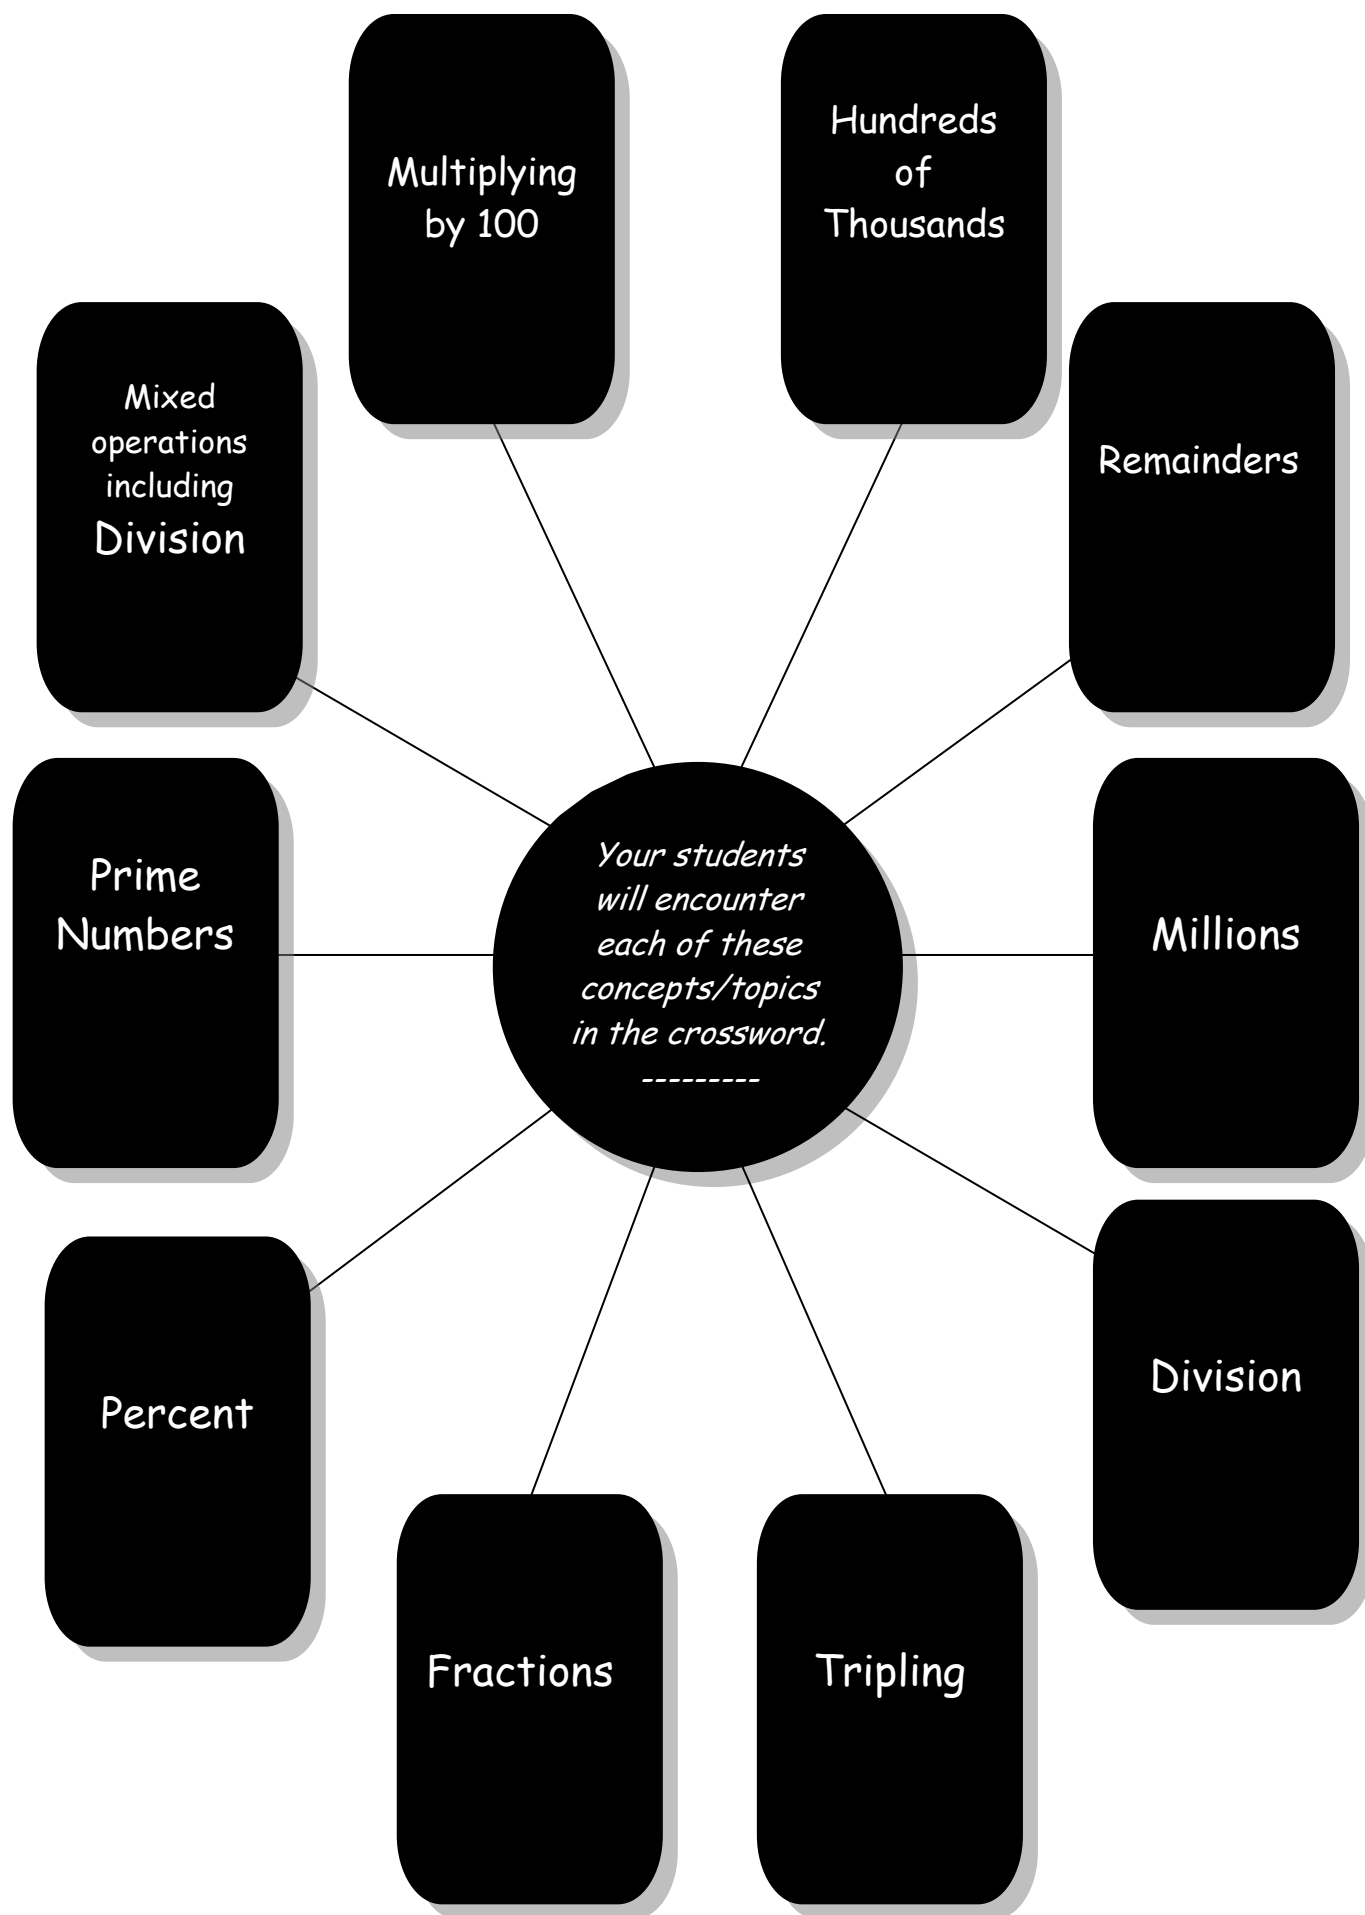 Multiplying
by 100
Hundreds
of
Thousands
Mixed
operations
including
Division
Remainders
Prime
Numbers
Your students
will encounter
each of these
concepts/topics
in the crossword.
---------
Millions
Percent
Division
Fractions
Tripling